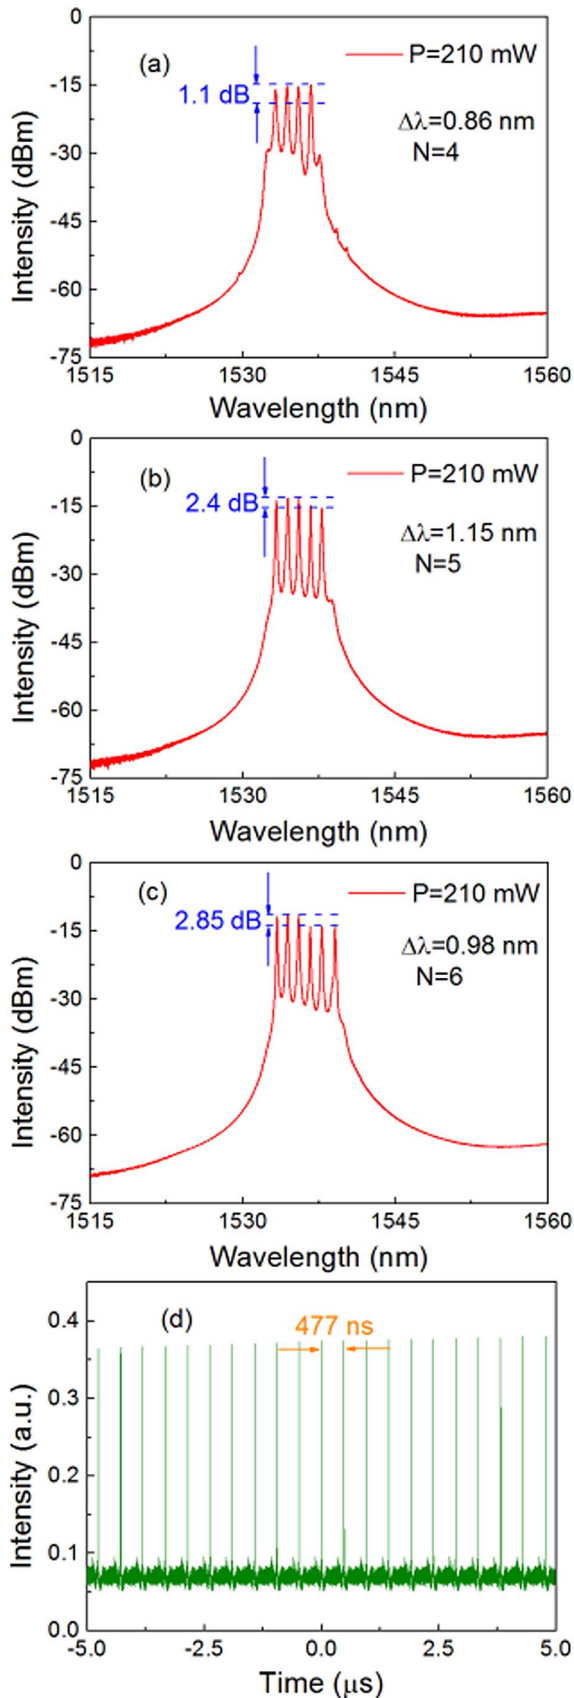 0
(a)
P=210 mW
-15
1.1 dB
Δλ=0.86 nm
N=4
-30
-45
-60
-75
Intensity (dBm)
1515 1530 1545 1560
Wavelength (nm)
0
(b)
P=210 mW
-15
2.4 dB
Δλ=1.15 nm
N=5
-30
-45
-60
-75
Intensity (dBm)
1515 1530 1545 1560
Wavelength (nm)
0
(c)
P=210 mW
-15
2.85 dB
Δλ=0.98 nm
N=6
-30
-45
-60
-75
Intensity (dBm)
1515 1530 1545 1560
Wavelength (nm)
(d)
0.4
477 ns
0.3
0.2
0.1
0.0
Intensity (a.u.)
-5.0 -2.5 0.0 2.5 5.0
Time (μs)